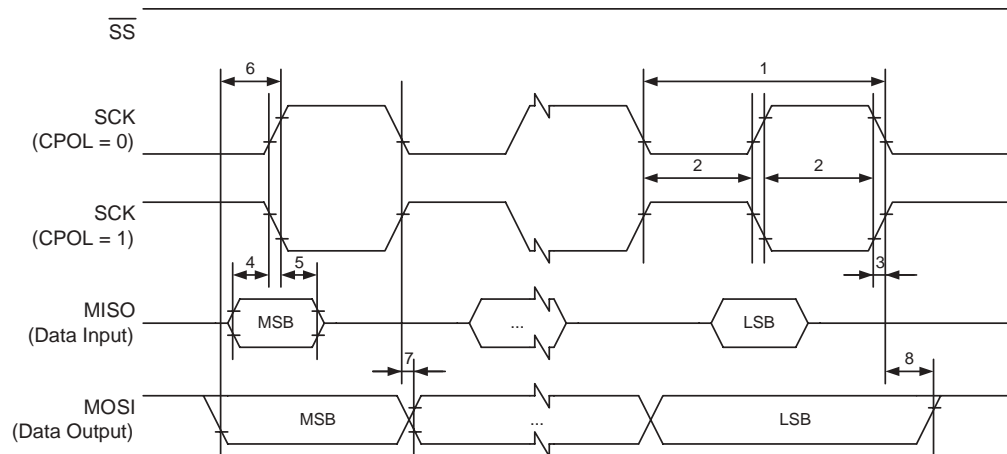 SS
6
1
SCK
(CPOL = 0)
2
2
SCK
(CPOL = 1)
4
5
3
MISO
(Data Input)
MSB
...
LSB
7
8
MOSI
(Data Output)
MSB
...
LSB